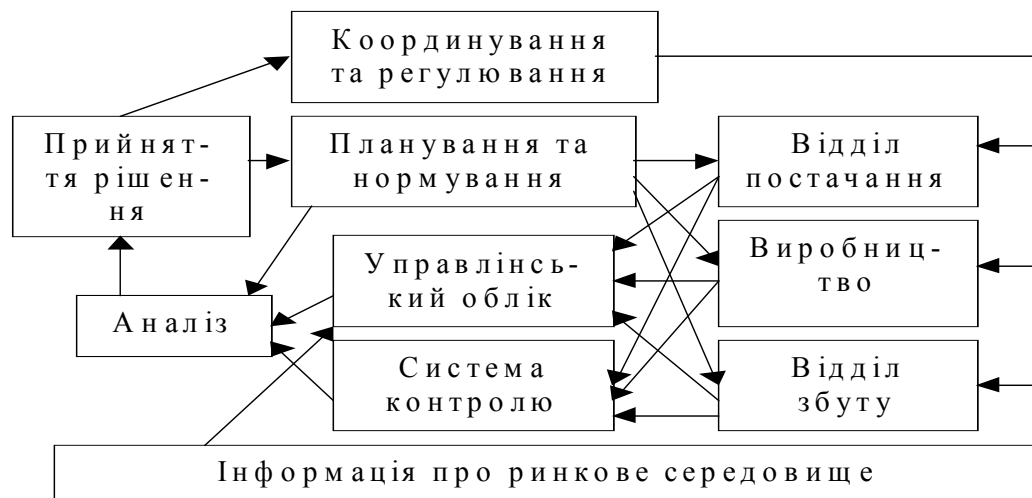 Координування
та регулювання
Прийнят-
тя рішен-
ня
Планування та
нормування
Відділ
постачання
Управлінсь-
кий облік
Виробниц-
тво
Аналіз
Система
контролю
Відділ
збуту
Інформація про ринкове середовище